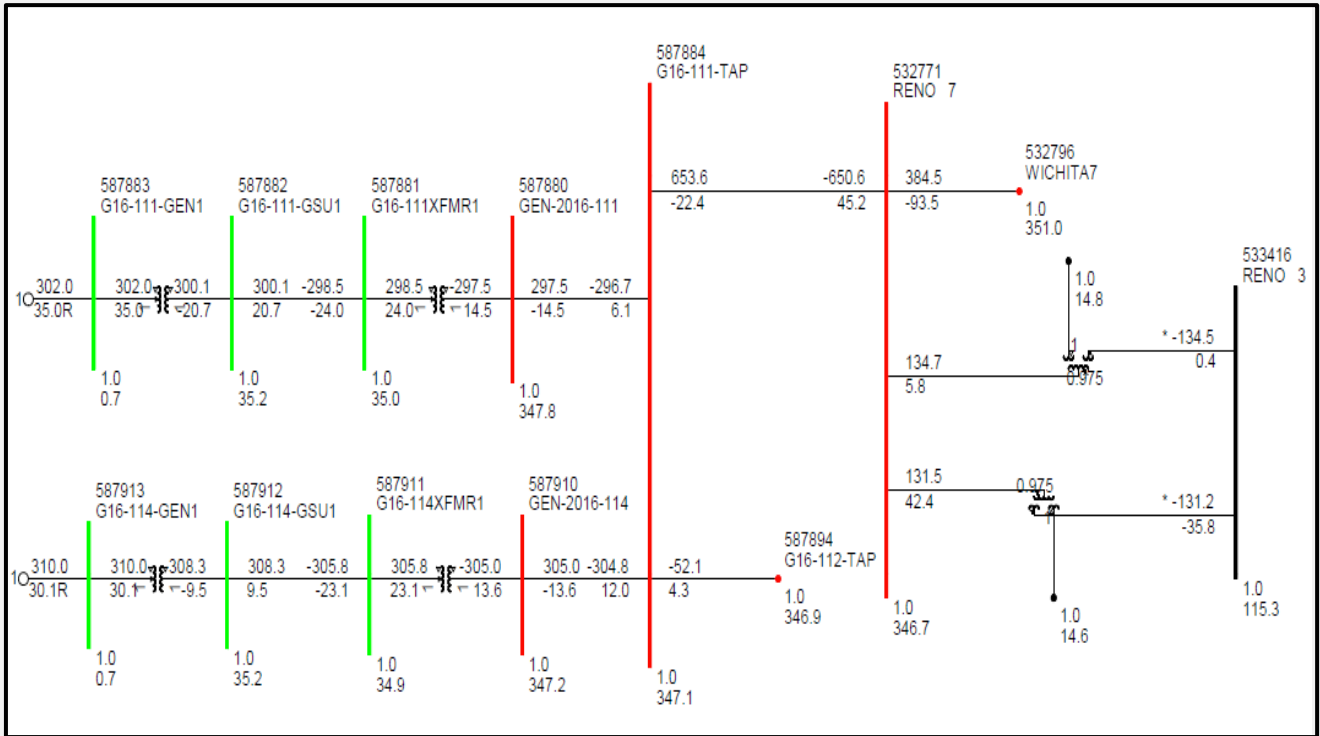 587884
G16-111-TAP
532771
RENO 7
532796
WICHITA7
653.6 -650.6 384.5
-22.4 45.2 -93.5
1.0
351.0
587883 587882 587881 587880
G16-111-GEN1 G16-111-GSU1 G16-111XFMR1 GEN-2016-111
533416
RENO 3
1.0
14.8
1 302.0 302.0 -300.1 300.1 -298.5 298.5 -297.5 297.5 -296.7
35.0R 35.0 -20.7 20.7 -24.0 24.0 14.5 -14.5 6.1
1 * -134.5
0.4
134.7 0.975
5.8
1.0 1.0 1.0 1.0
0.7 35.2 35.0 347.8
587913 587912 587911 587910
G16-114-GEN1 G16-114-GSU1 G16-114XFMR1 GEN-2016-114
131.5 0.975
42.4
* -131.2
-35.8
587894
G16-112-TAP
1 310.0 310.0 -308.3 308.3 -305.8 305.8 -305.0 305.0 -304.8 -52.1
30.1R 30.1 -9.5 9.5 -23.1 23.1 13.6 -13.6 12.0 4.3
1.0
346.9
1.0
346.7
1.0
14.6
1.0
115.3
1.0 1.0 1.0 1.0 1.0
0.7 35.2 34.9 347.2 347.1